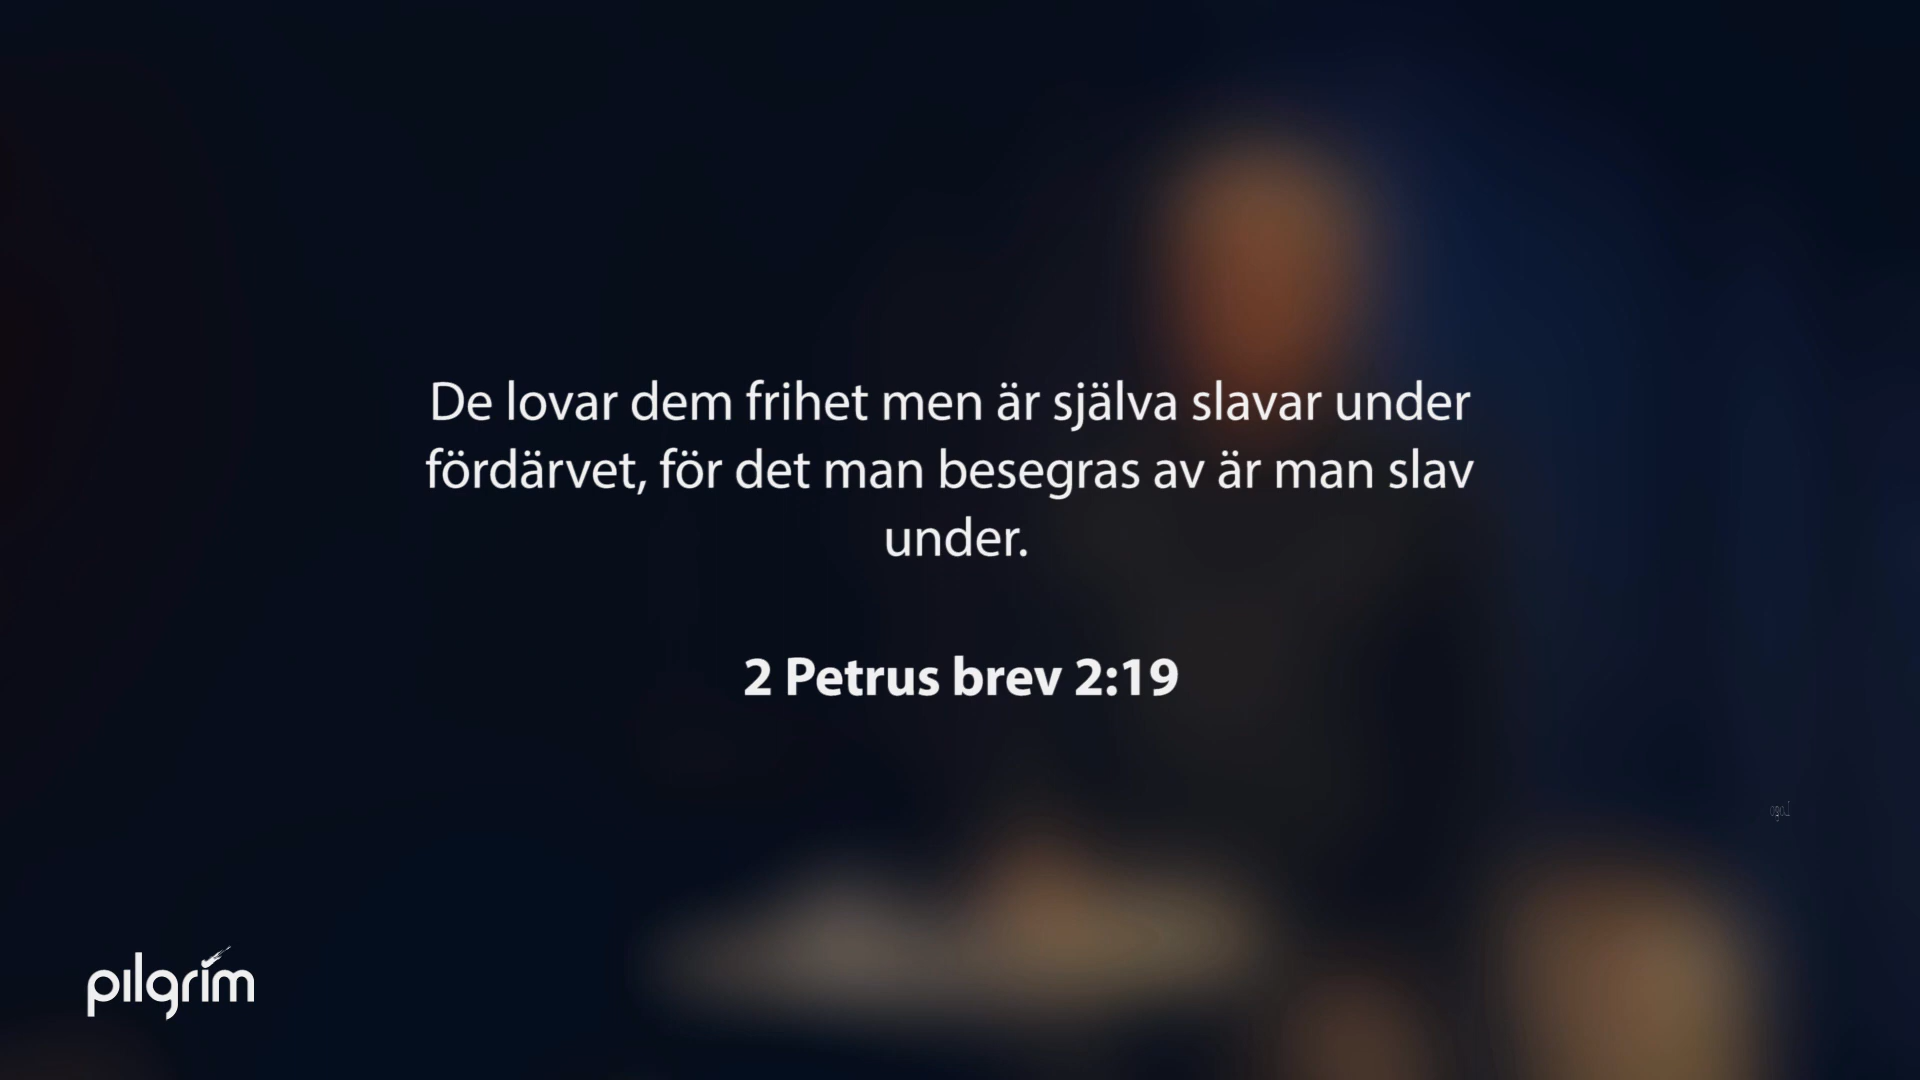 De lovar dem frihet men är själva slavar under
fördärvet, för det man besegras av är man slav
under.
2 Petrus brev 2:19
Logo
pilgrim